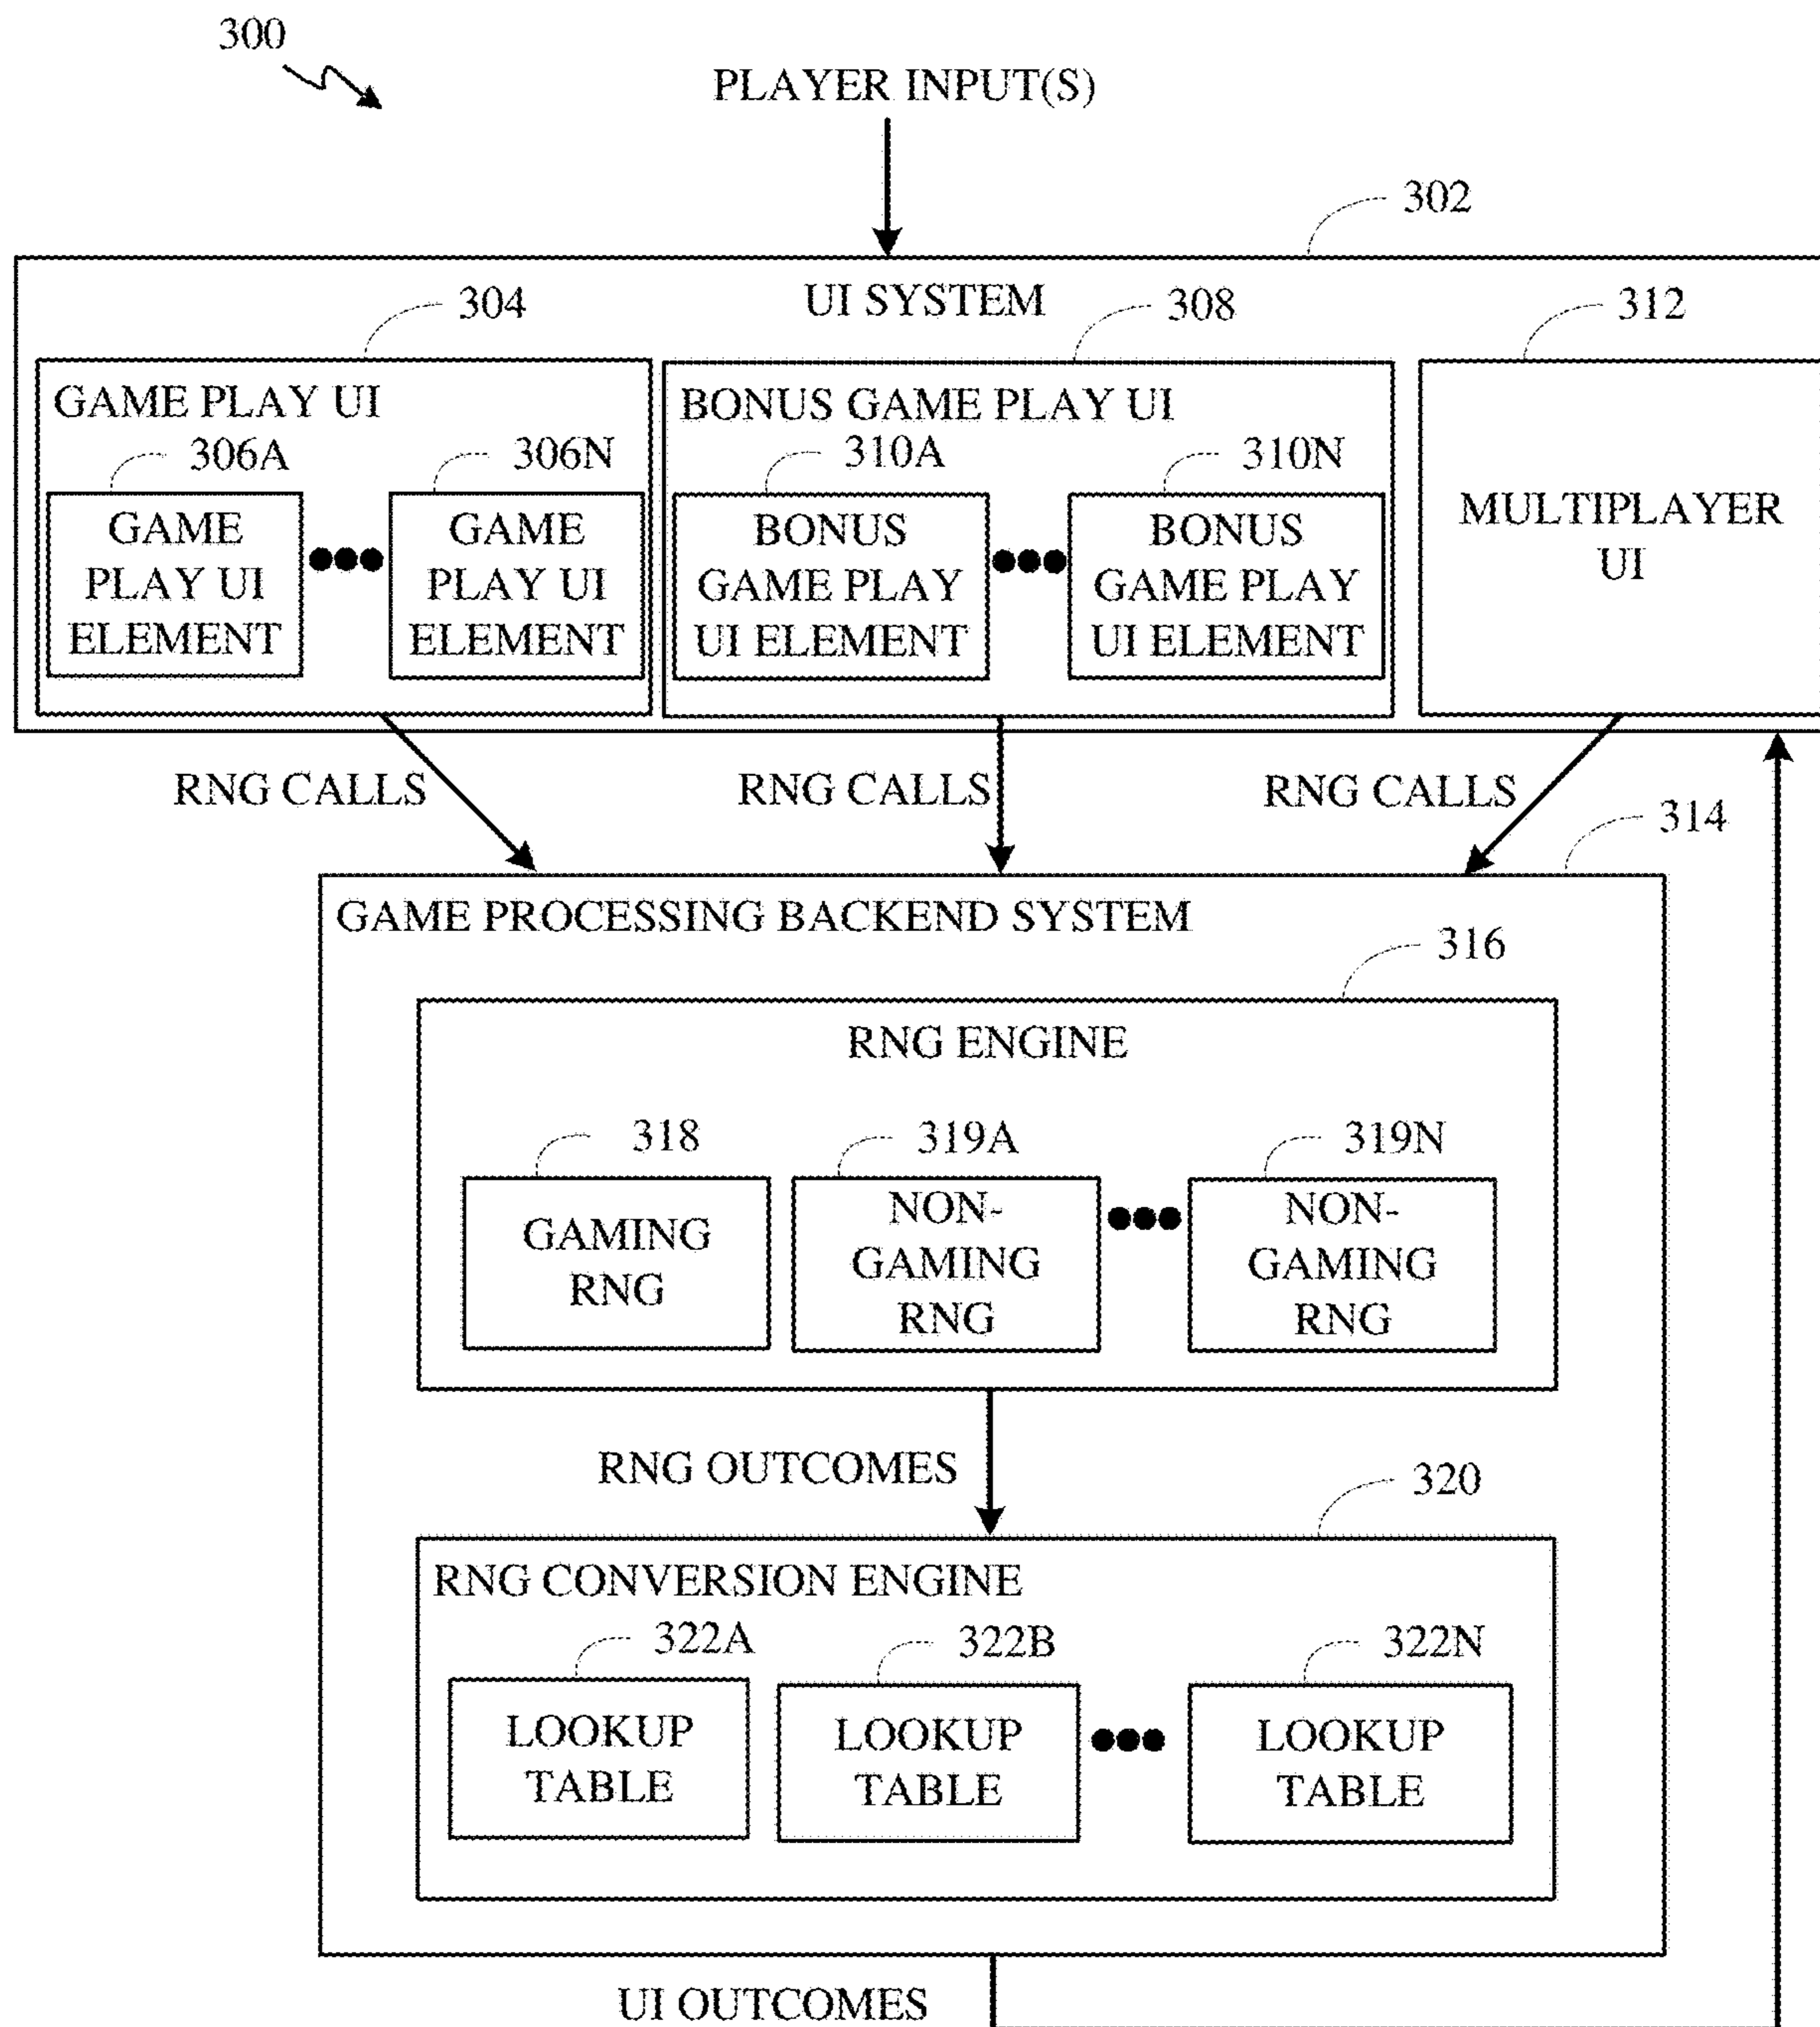 300
PLAYER INPUT(S)
302
UI SYSTEM
304
308
312
GAME PLAY UI
BONUS GAME PLAY UI
306A
306N
310A
310N
GAME
PLAY UI
ELEMENT
GAME
PLAY UI
ELEMENT
BONUS
GAME PLAY
UI ELEMENT
BONUS
GAME PLAY
UI ELEMENT
MULTIPLAYER
UI
RNG CALLS
RNG CALLS
RNG CALLS
314
GAME PROCESSING BACKEND SYSTEM
316
RNG ENGINE
318
319A
319N
GAMING
RNG
NON-
GAMING
RNG
NON-
GAMING
RNG
RNG OUTCOMES
320
RNG CONVERSION ENGINE
322A
322B
322N
LOOKUP
TABLE
LOOKUP
TABLE
LOOKUP
TABLE
UI OUTCOMES